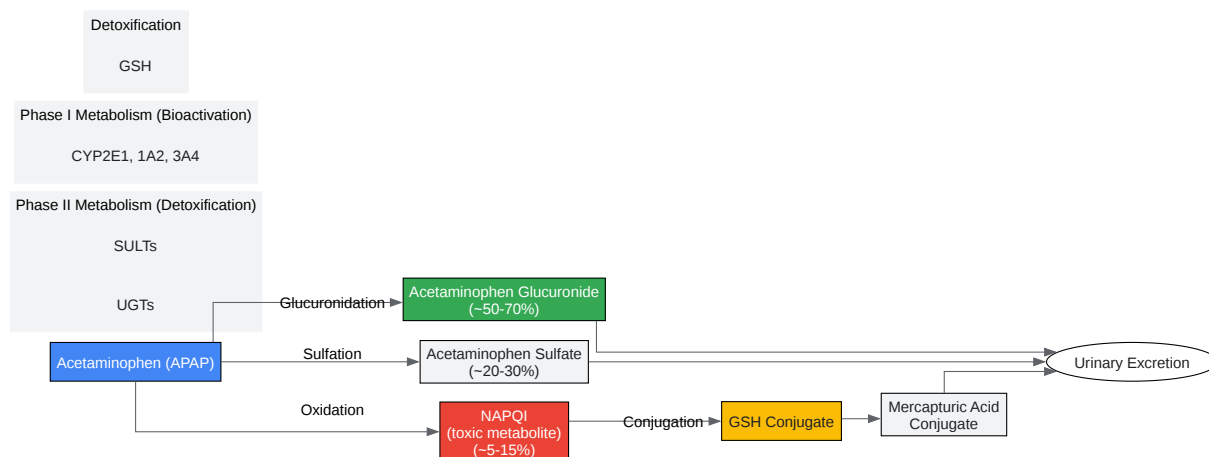 Detoxification
GSH
Phase I Metabolism (Bioactivation)
CYP2E1, 1A2, 3A4
Phase II Metabolism (Detoxification)
SULTs
UGTs
Glucuronidation
Acetaminophen Glucuronide
(~50-70%)
Acetaminophen (APAP)
Sulfation
Acetaminophen Sulfate
(~20-30%)
Urinary Excretion
Oxidation
NAPQI
(toxic metabolite)
(~5-15%)
Conjugation
GSH Conjugate
Mercapturic Acid
Conjugate